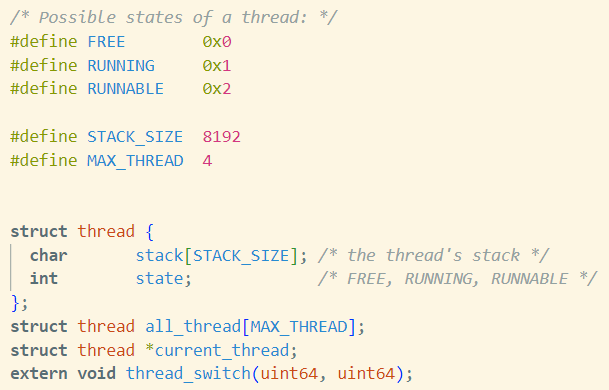 /* Possible states of a thread: */
#define FREE        0x0
#define RUNNING     0x1
#define RUNNABLE    0x2
#define STACK_SIZE  8192
#define MAX_THREAD  4
struct thread {
  char       stack[STACK_SIZE]; /* the thread's stack */
  int        state;             /* FREE, RUNNING, RUNNABLE */
};
struct thread all_thread[MAX_THREAD];
struct thread *current_thread;
extern void thread_switch(uint64, uint64);